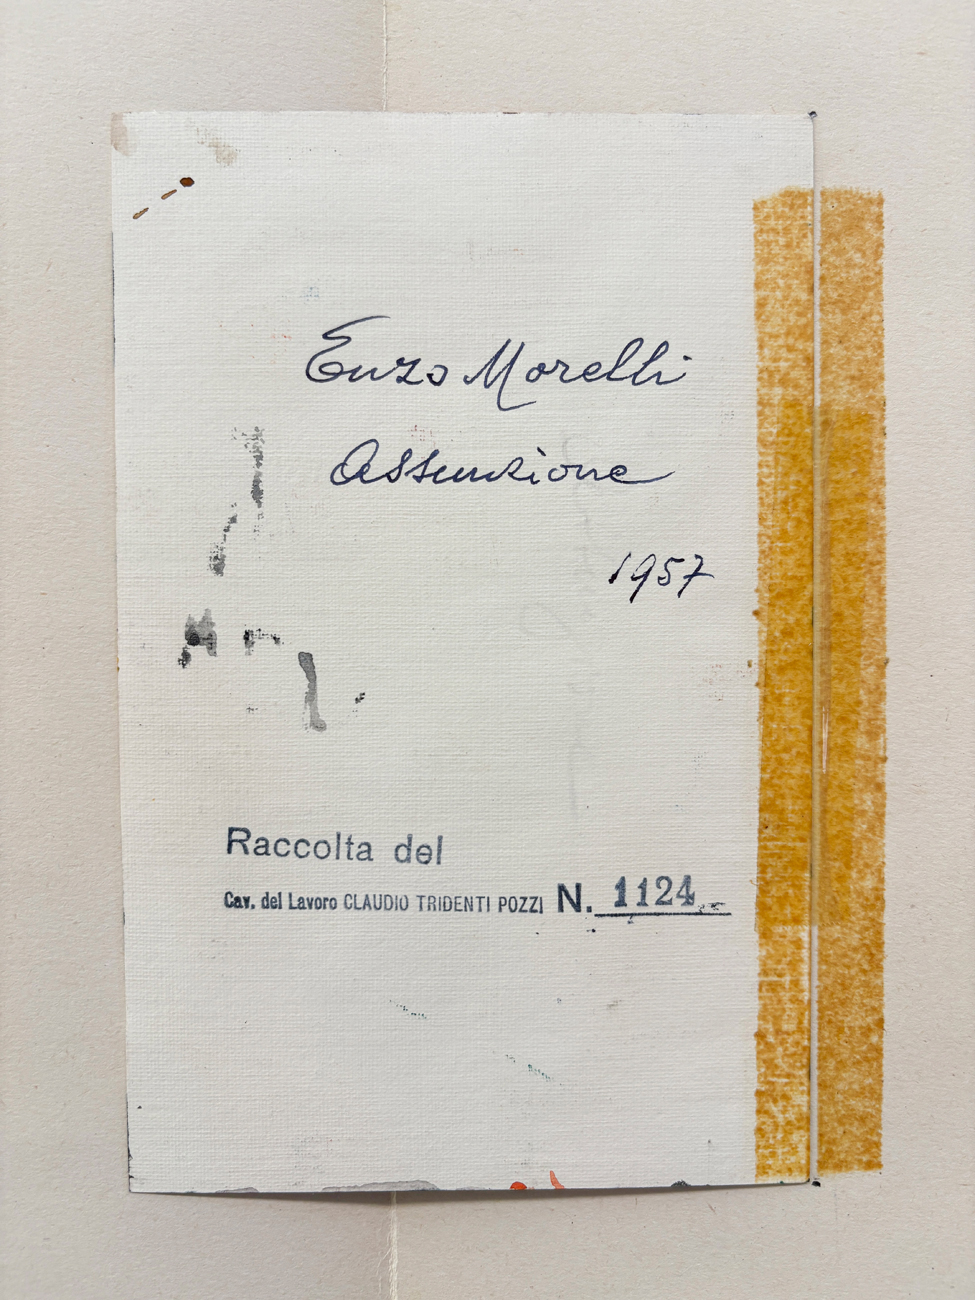 Enzo Morelli
Assunzione
1957
Raccolta del
Cav. del Lavoro CLAUDIO TRIDENTI POZZI N. 1124